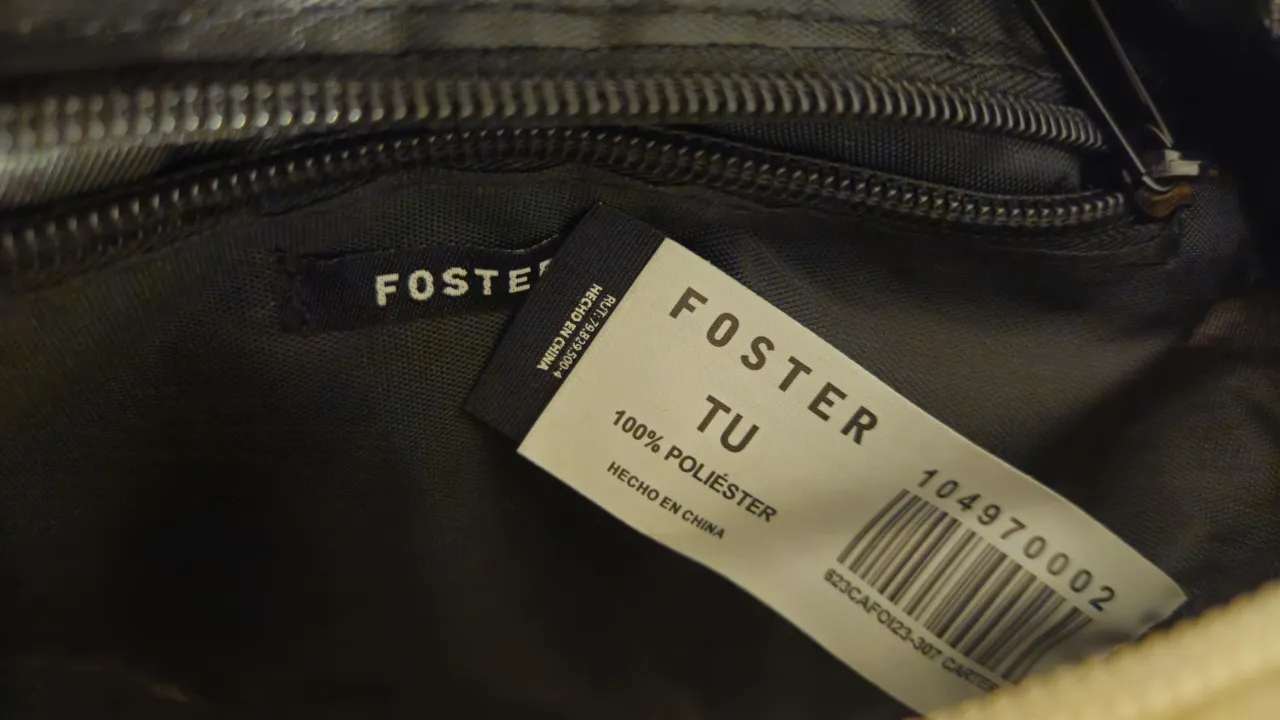 FOSTER
RUT: 79.829.500-4
HECHO EN CHINA
FOSTER
TU
100% POLIÉSTER
HECHO EN CHINA
104970002
623CAFOI23-307 CARTER